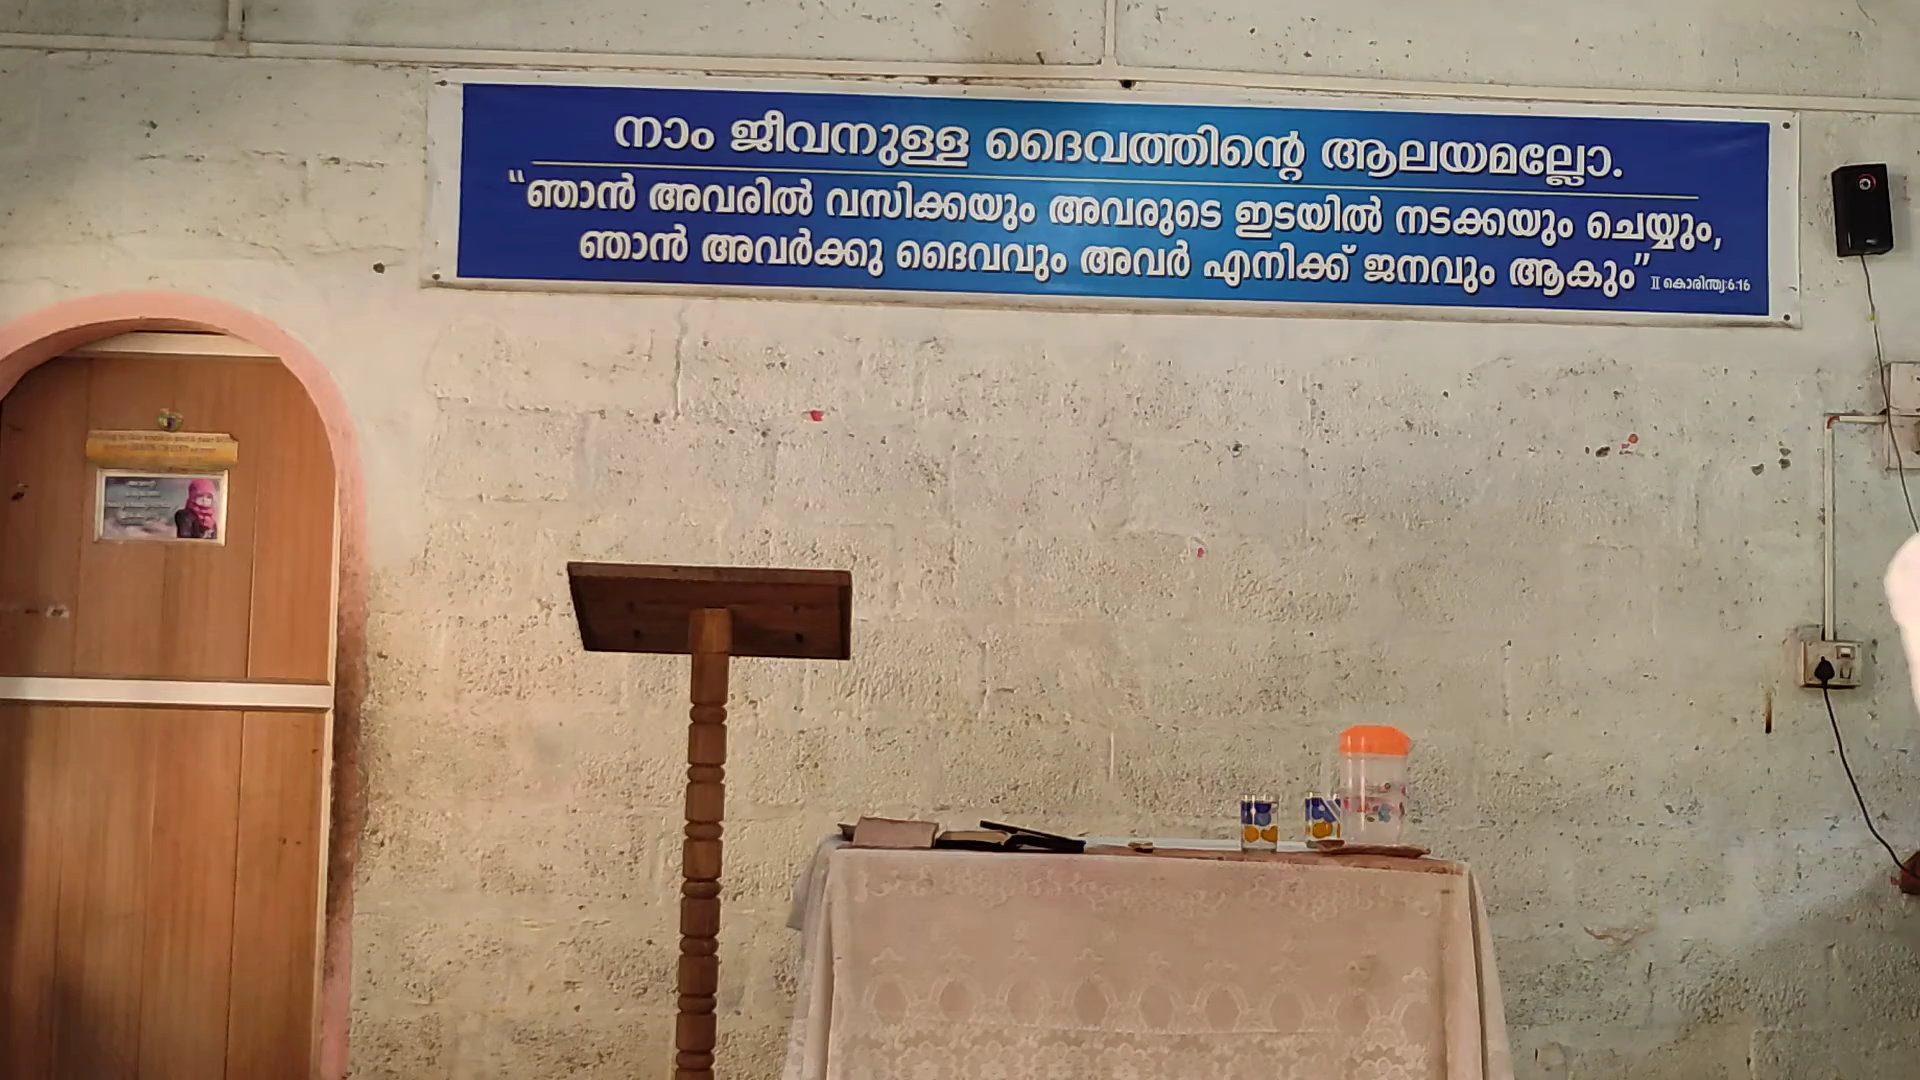 നാം ജീവനുള്ള ദൈവത്തിന്റെ ആലയമല്ലോ.
“ഞാൻ അവരിൽ വസിക്കയും അവരുടെ ഇടയിൽ നടക്കയും ചെയ്യും,
ഞാൻ അവർക്കു ദൈവവും അവർ എനിക്ക് ജനവും ആകും” II കൊരിന്ത്യ:6:16